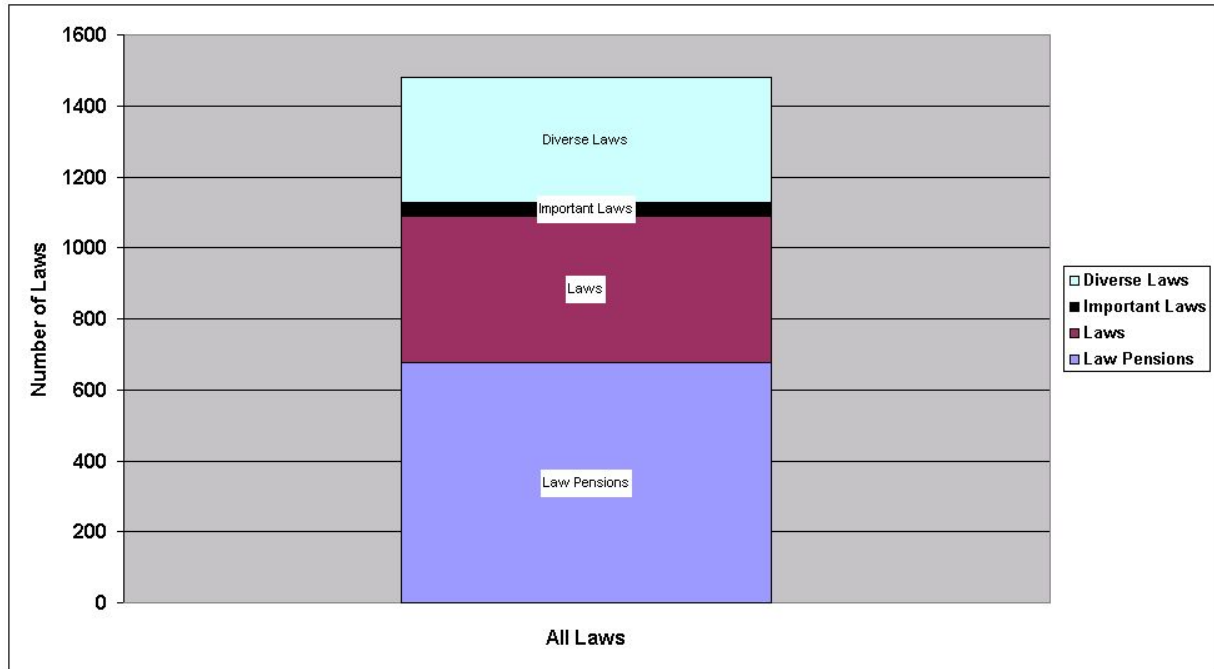 1600
1400
1200
1000
800
600
400
200
0
Number of Laws
Diverse Laws
Important Laws
Laws
Law Pensions
All Laws
Diverse Laws
Important Laws
Laws
Law Pensions